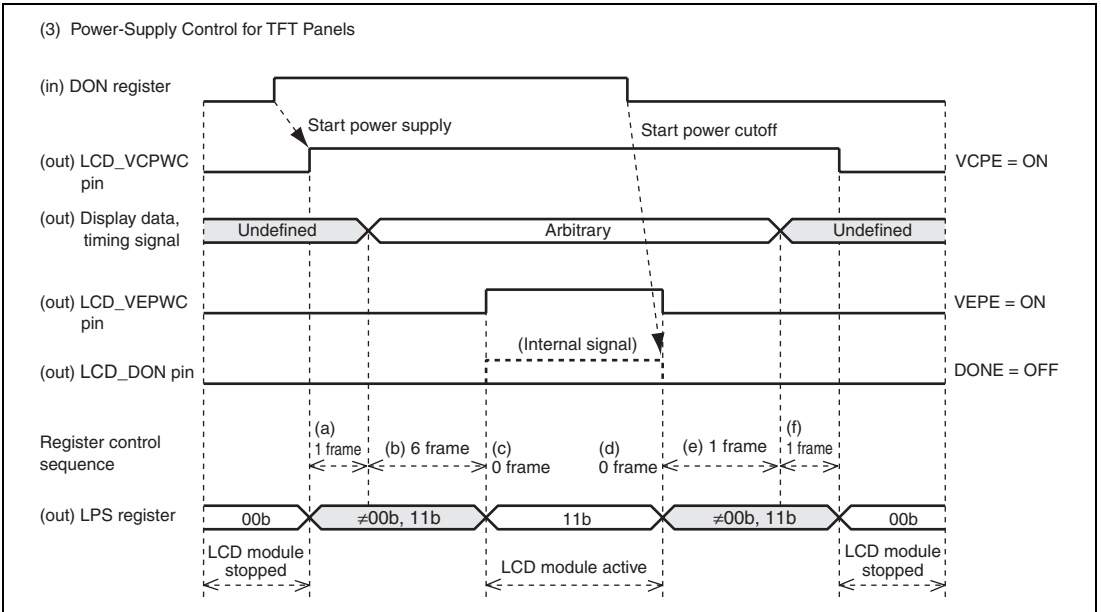 (3) Power-Supply Control for TFT Panels
(in) DON register
Start power supply
Start power cutoff
(out) LCD_VCPWC
pin
VCPE = ON
(out) Display data,
timing signal
Undefined
Arbitrary
Undefined
(out) LCD_VEPWC
pin
VEPE = ON
(Internal signal)
(out) LCD_DON pin
DONE = OFF
Register control
sequence
(a)
1 frame
(b) 6 frame
(c)
0 frame
(d)
0 frame
(e) 1 frame
(f)
1 frame
(out) LPS register
00b
≠00b, 11b
11b
≠00b, 11b
00b
LCD module
stopped
LCD module active
LCD module
stopped